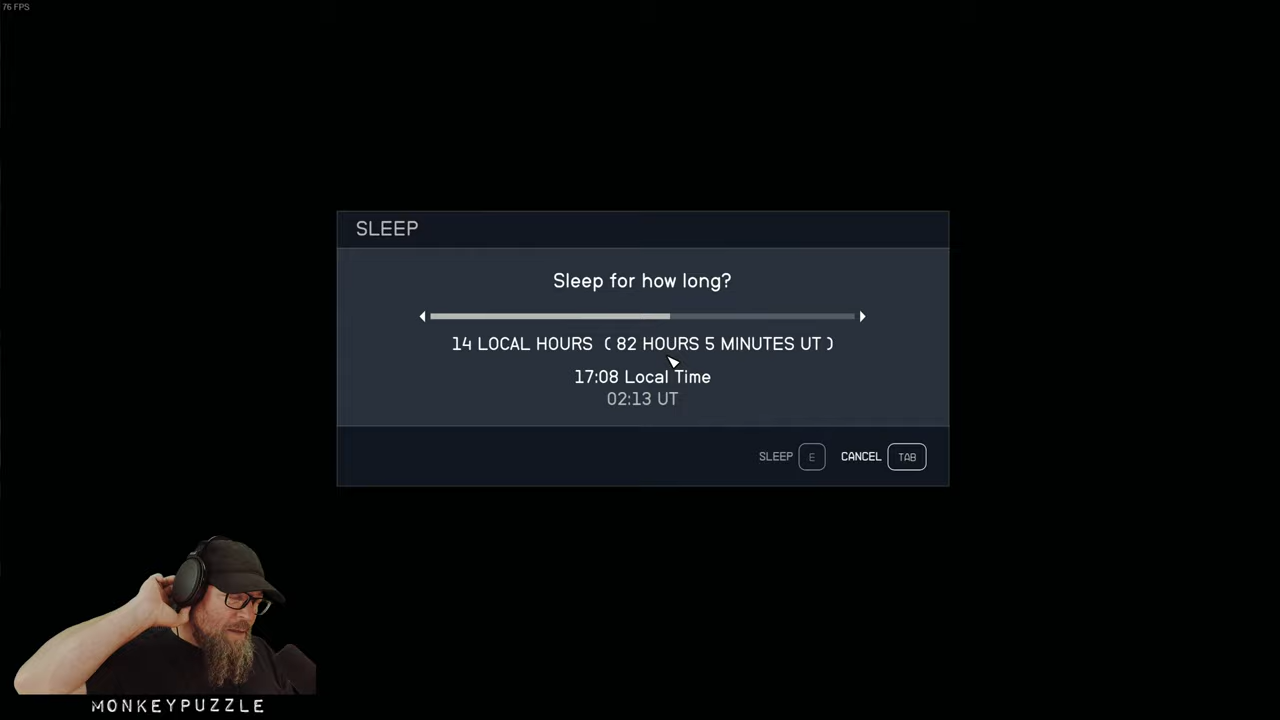 76 FPS
SLEEP
Sleep for how long?
14 LOCAL HOURS ( 82 HOURS 5 MINUTES UT )
17:08 Local Time
02:13 UT
SLEEP E CANCEL TAB
MONKEYPUZZLE